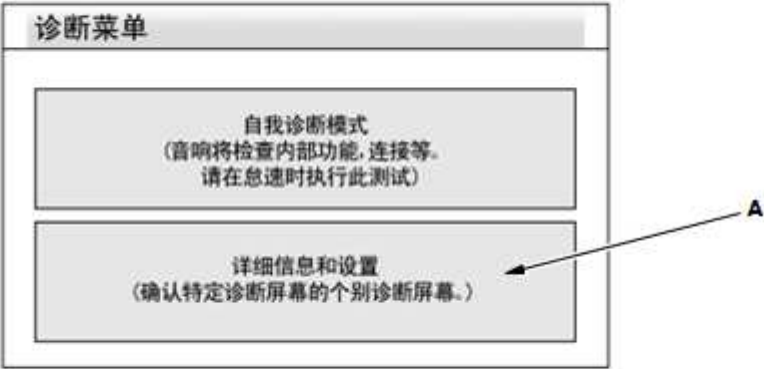 诊断菜单
自我诊断模式
(音响将检查内部功能,连接等。
请在怠速时执行此测试)
A
详细信息和设置
(确认特定诊断屏幕的个别诊断屏幕。)